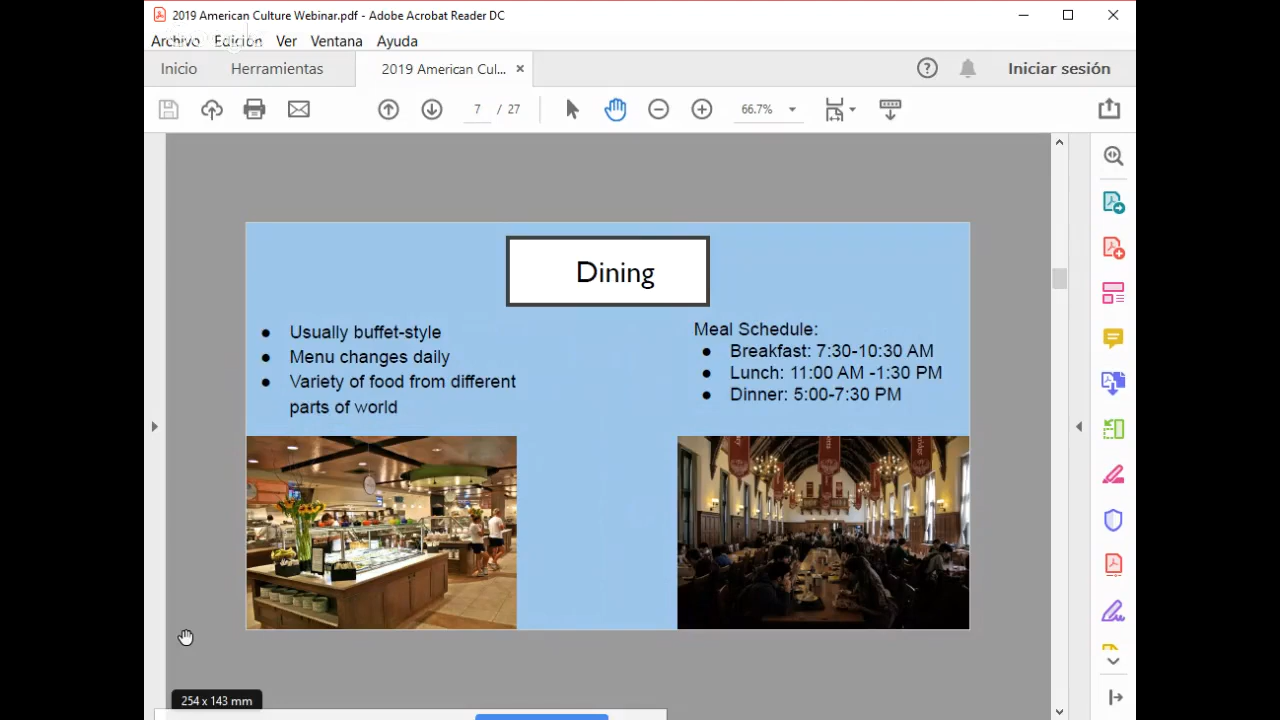 2019 American Culture Webinar.pdf - Adobe Acrobat Reader DC
Archivo Edición Ver Ventana Ayuda
Inicio Herramientas 2019 American Cul... × Iniciar sesión
7 / 27 66.7%
Dining
● Usually buffet-style
● Menu changes daily
● Variety of food from different
parts of world
Meal Schedule:
● Breakfast: 7:30-10:30 AM
● Lunch: 11:00 AM -1:30 PM
● Dinner: 5:00-7:30 PM
254 x 143 mm